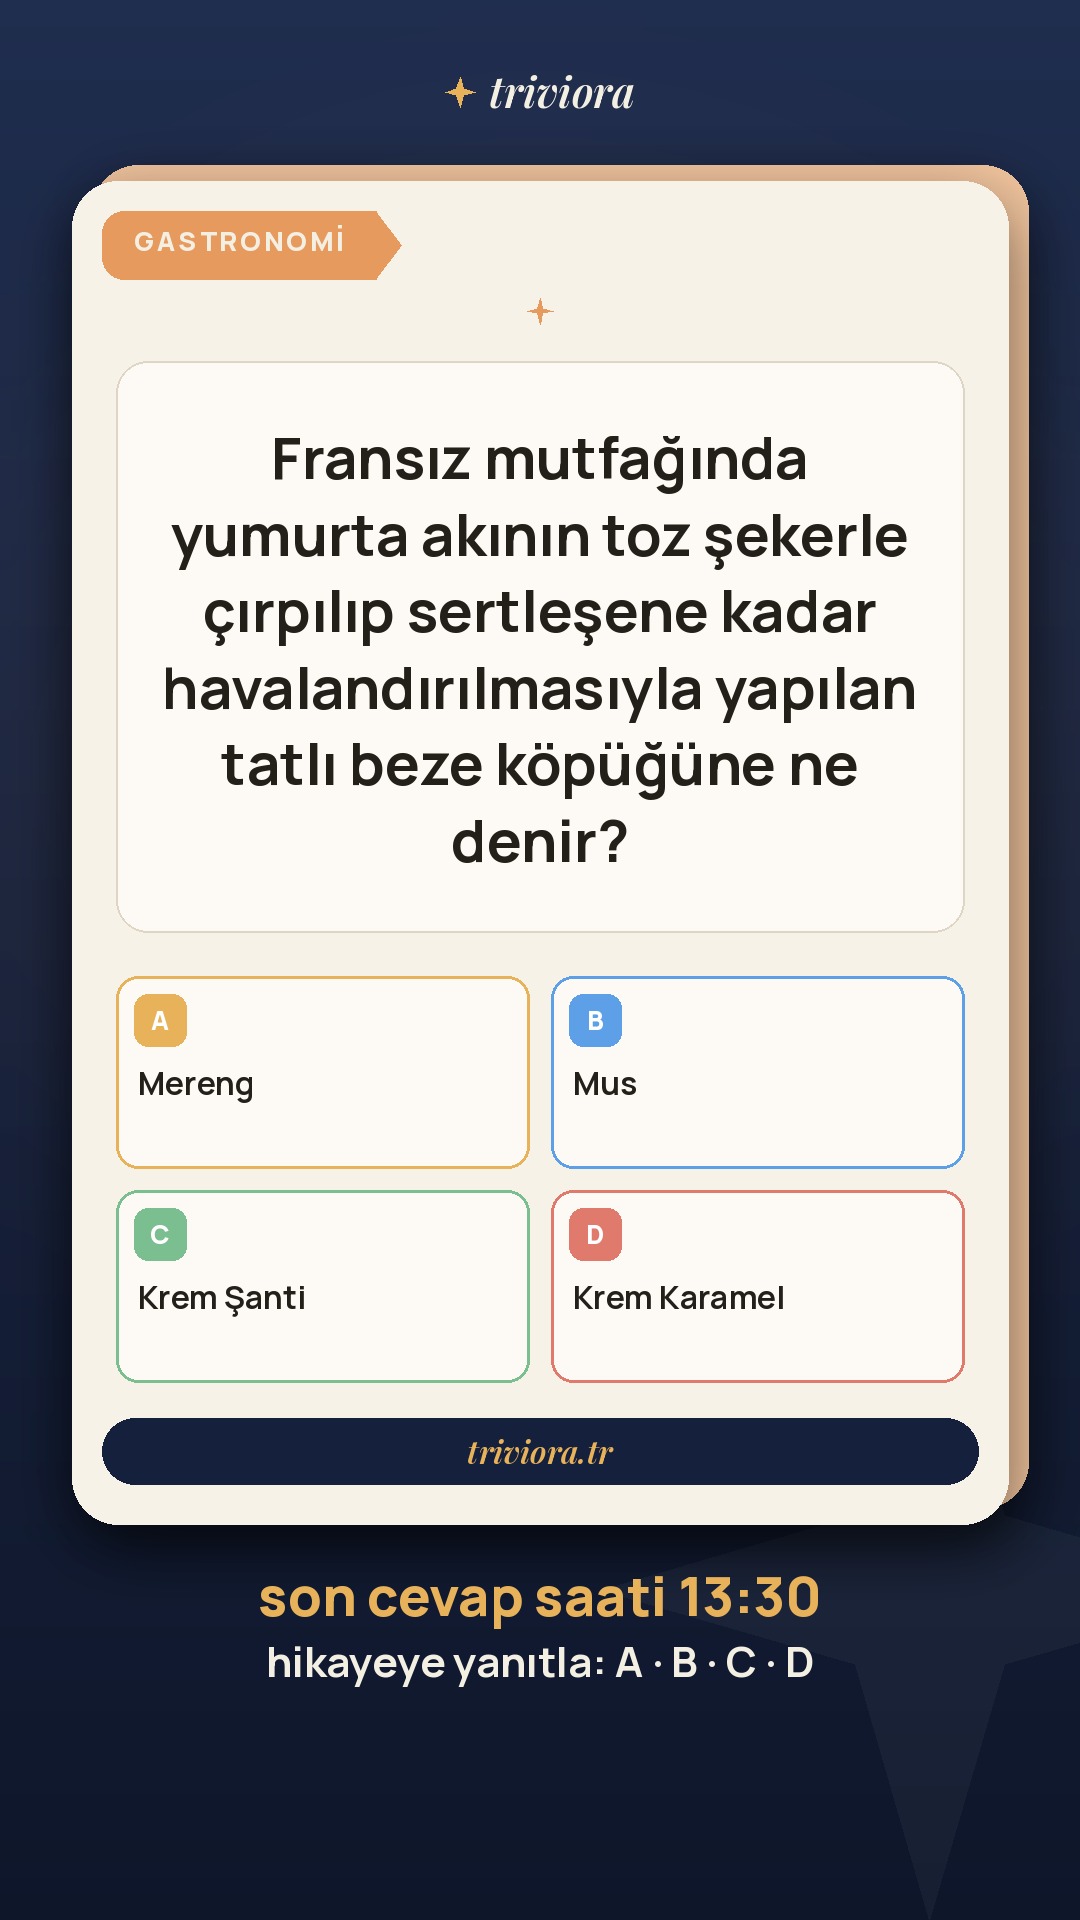 triviora
GASTRONOMİ
Fransız mutfağında
yumurta akının toz şekerle
çırpılıp sertleşene kadar
havalandırılmasıyla yapılan
tatlı beze köpüğüne ne
denir?
A
Mereng
B
Mus
C
Krem Şanti
D
Krem Karamel
triviora.tr
son cevap saati 13:30
hikayeye yanıtla: A · B · C · D